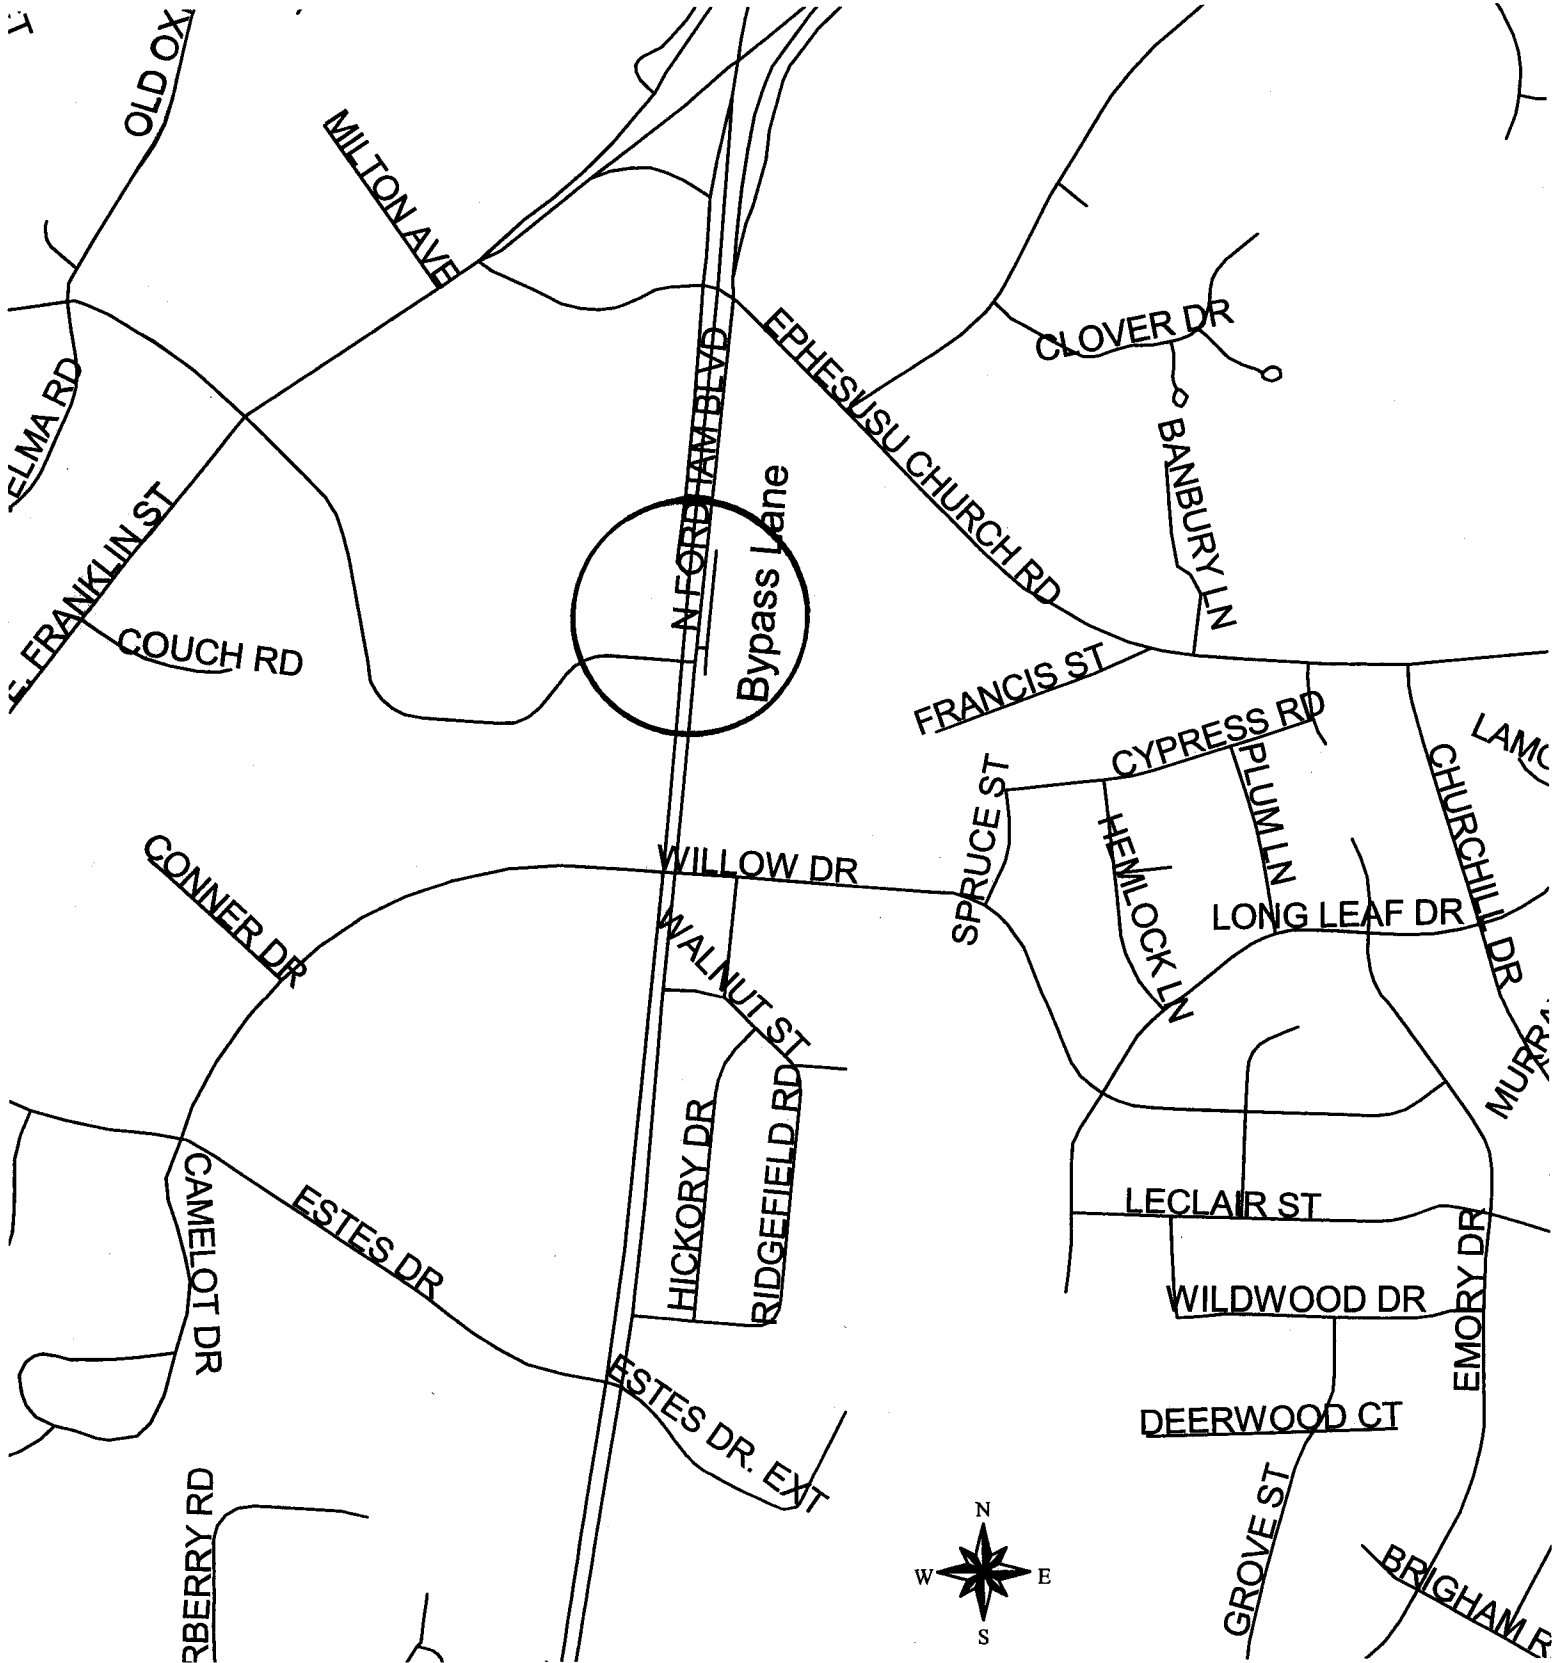 OLD OX
MILTON AVE
CLOVER DR
EPHESUSU CHURCH RD
N FORDHAM BLVD
ELMA RD
BANBURY LN
Bypass Lane
E. FRANKLIN ST
COUCH RD
FRANCIS ST
CYPRESS RD
LAMO
SPRUCE ST
PLUM LN
CHURCHILL DR
HEMLOCK LN
CONNER DR
WILLOW DR
LONG LEAF DR
WALNUT ST
MURRA
HICKORY DR
RIDGEFIELD RD
CAMELOT DR
ESTES DR
LECLAIR ST
WILDWOOD DR
EMORY DR
ESTES DR. EXT
DEERWOOD CT
RBERRY RD
GROVE ST
BRIGHAM R
N
W E
S